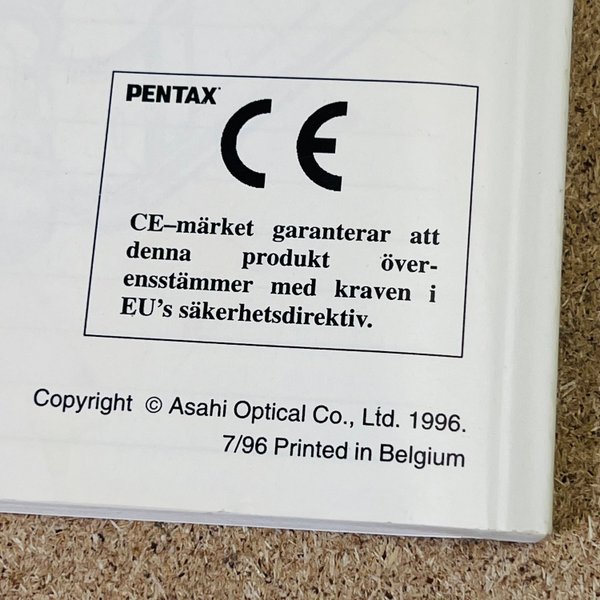 PENTAX
CE
CE–märket garanterar att
denna produkt över-
ensstämmer med kraven i
EU's säkerhetsdirektiv.
Copyright © Asahi Optical Co., Ltd. 1996.
7/96 Printed in Belgium